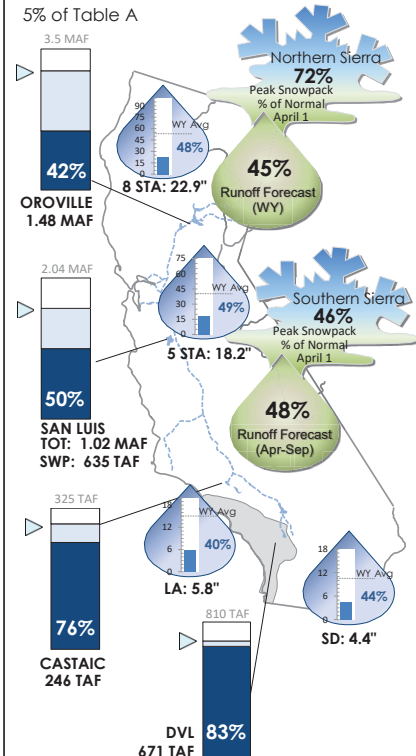 5% of Table A
3.5 MAF
42%
OROVILLE
1.48 MAF
90
75
60
45
30
15
0
WY Avg
48%
8 STA: 22.9"
Northern Sierra
72%
Peak Snowpack
% of Normal
April 1
45%
Runoff Forecast
(WY)
2.04 MAF
50%
SAN LUIS
TOT: 1.02 MAF
SWP: 635 TAF
75
60
45
30
15
0
WY Avg
49%
5 STA: 18.2"
Southern Sierra
46%
Peak Snowpack
% of Normal
April 1
48%
Runoff Forecast
(Apr-Sep)
325 TAF
76%
CASTAIC
246 TAF
18
12
6
0
WY Avg
40%
LA: 5.8"
18
12
6
0
WY Avg
44%
SD: 4.4"
810 TAF
83%
DVL
671 TAF